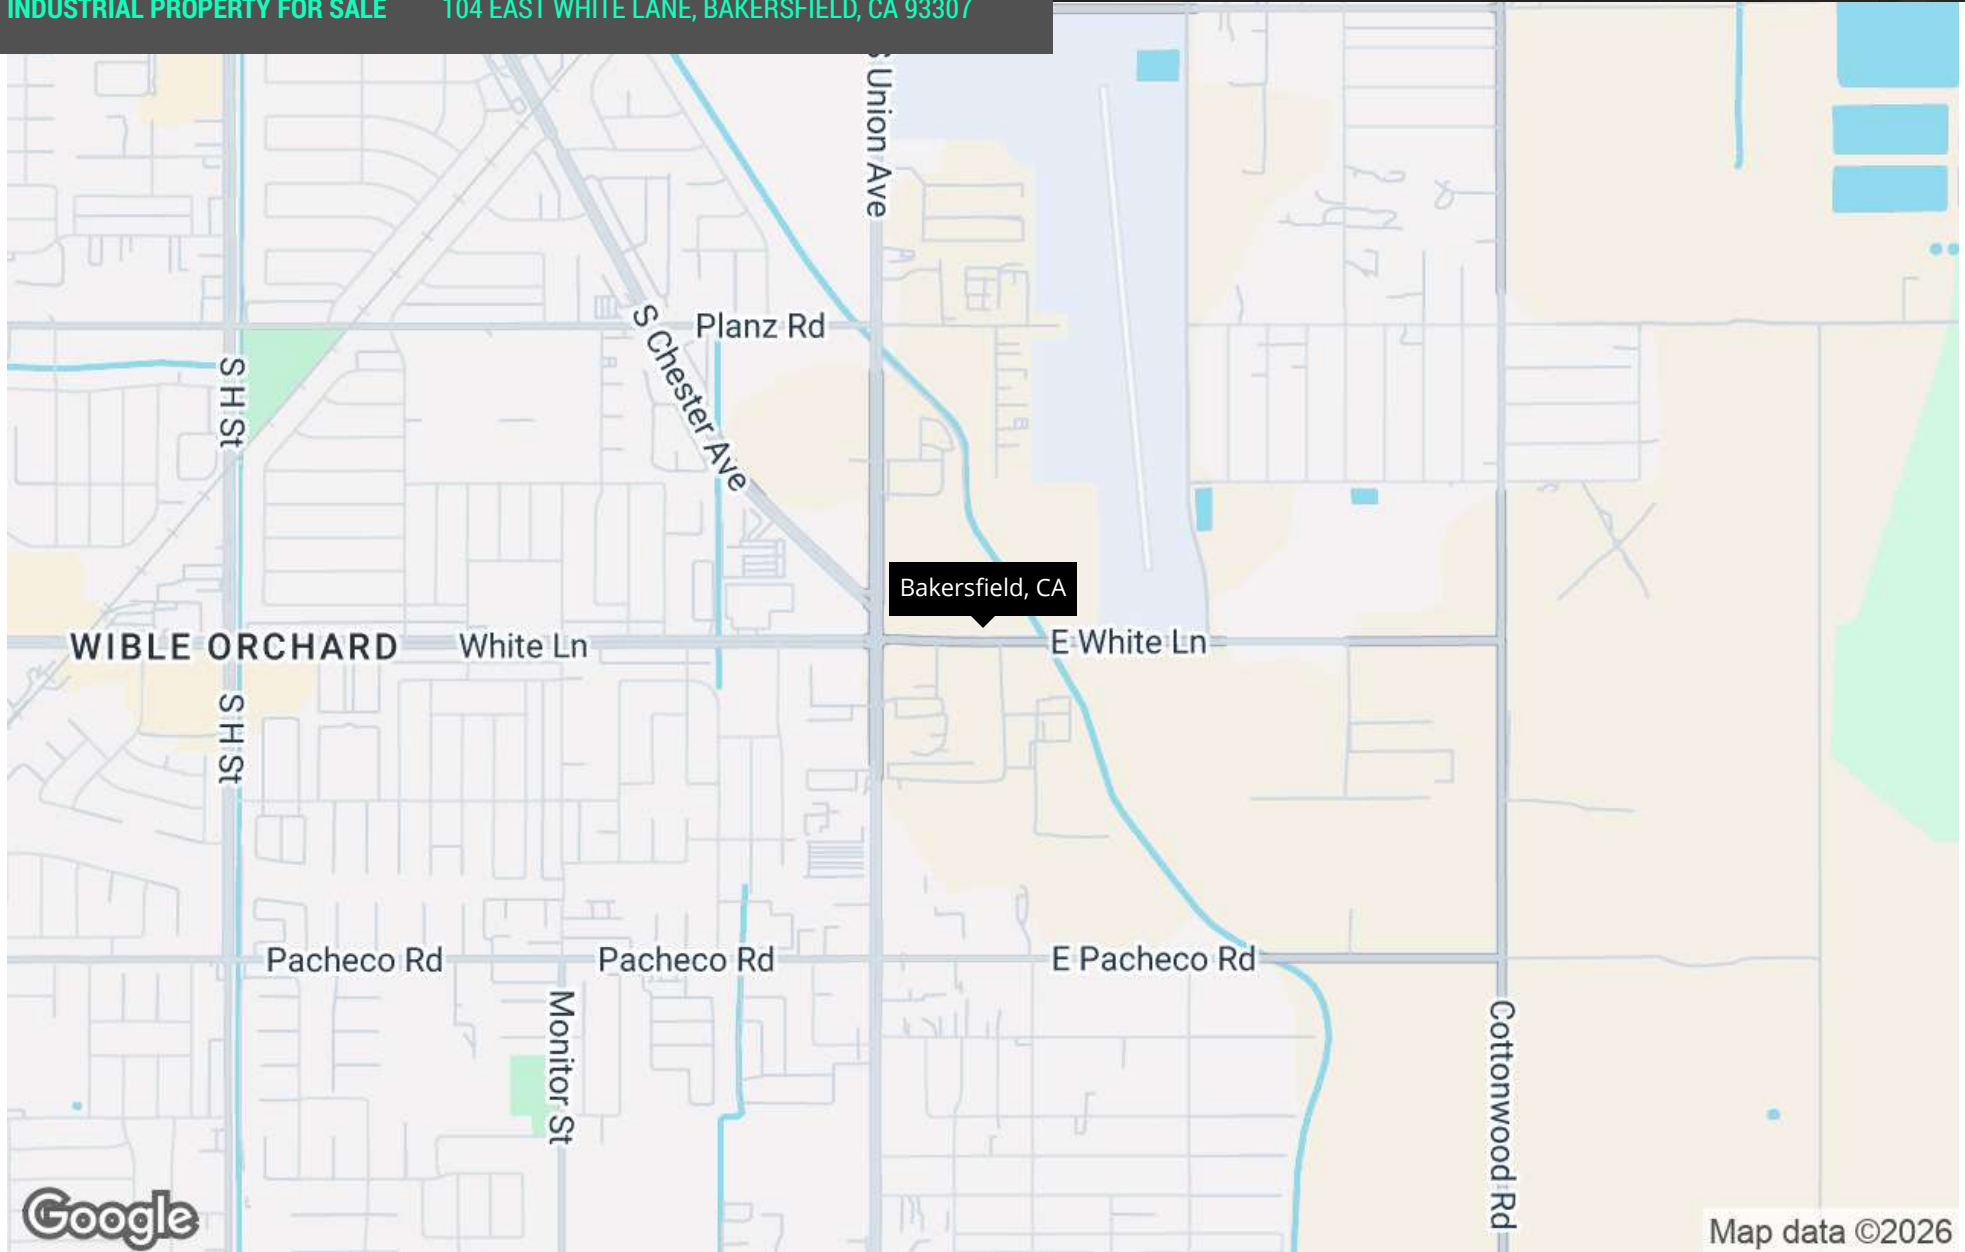 INDUSTRIAL PROPERTY FOR SALE 104 EAST WHITE LANE, BAKERSFIELD, CA 93307
S Union Ave
Planz Rd
S Chester Ave
S H St
Bakersfield, CA
WIBLE ORCHARD
White Ln
E White Ln
S H St
Pacheco Rd
Pacheco Rd
E Pacheco Rd
Monitor St
Cottonwood Rd
Google
Map data ©2026